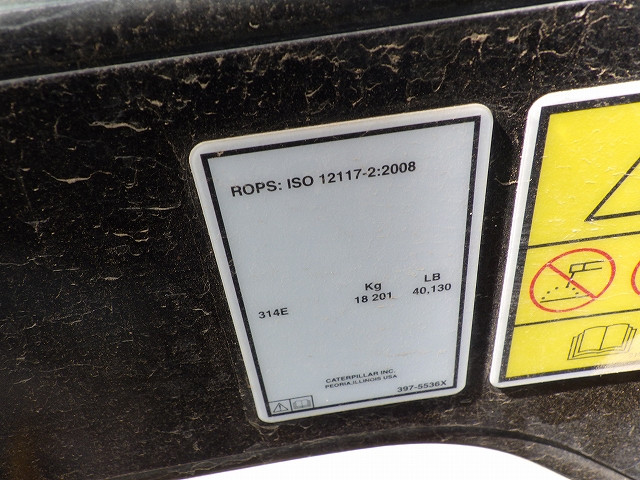 ROPS: ISO 12117-2:2008
Kg LB
314E 18 201 40,130
CATERPILLAR INC.
PEORIA,ILLINOIS USA
397-5536X